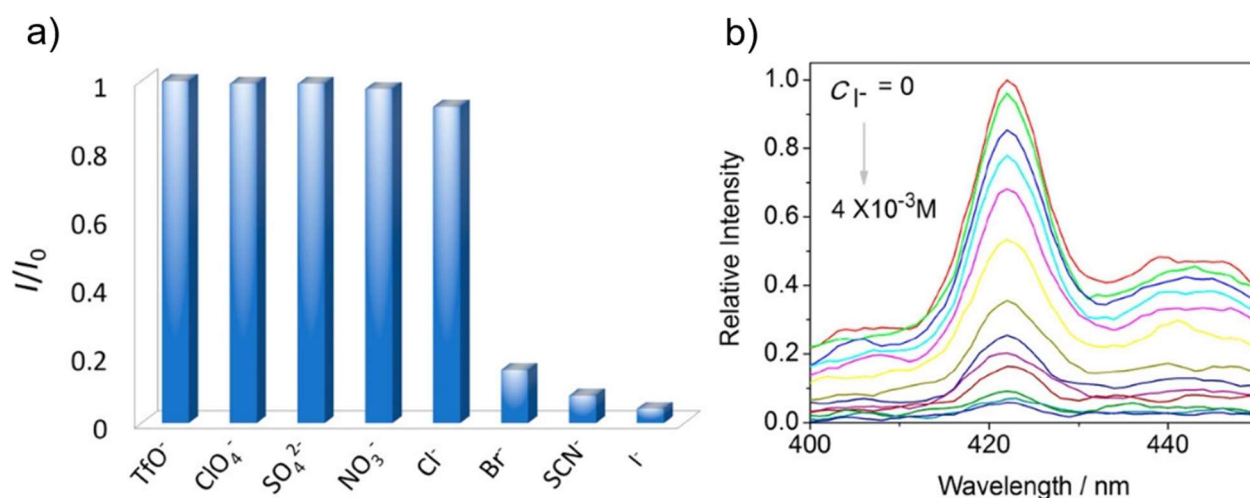 a)
1
0.8
0.6
0.4
0.2
0
I/I₀
TfO⁻ ClO₄⁻ SO₄²⁻ NO₃⁻ Cl⁻ Br⁻ SCN⁻ I⁻
b)
C I⁻ = 0
4 X10⁻³M
1.0
0.8
0.6
0.4
0.2
0.0
Relative Intensity
400 420 440
Wavelength / nm